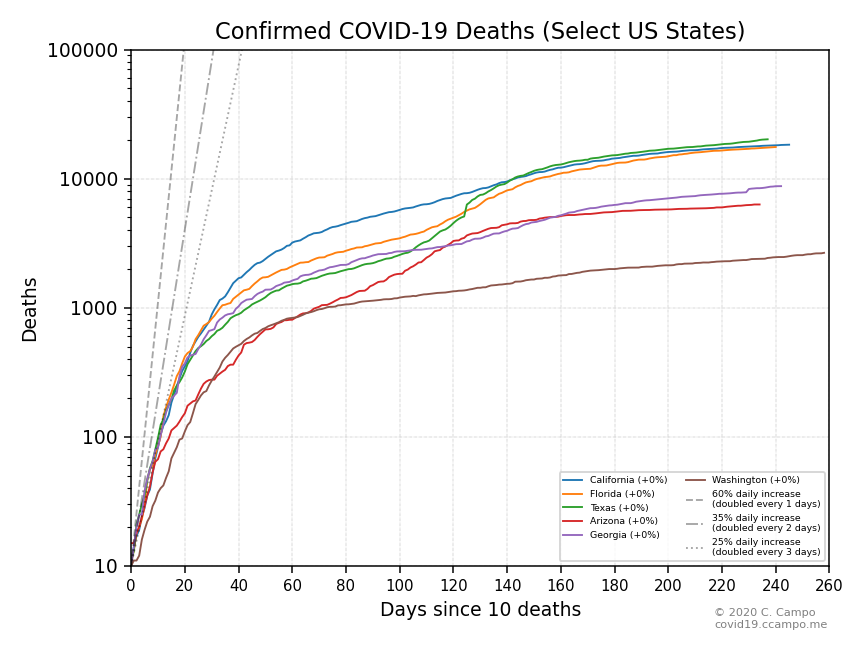 Confirmed COVID-19 Deaths (Select US States)
100000
10000
1000
100
10
Deaths
0 20 40 60 80 100 120 140 160 180 200 220 240 260
Days since 10 deaths
California (+0%)
Florida (+0%)
Texas (+0%)
Arizona (+0%)
Georgia (+0%)
Washington (+0%)
60% daily increase
(doubled every 1 days)
35% daily increase
(doubled every 2 days)
25% daily increase
(doubled every 3 days)
© 2020 C. Campo
covid19.ccampo.me